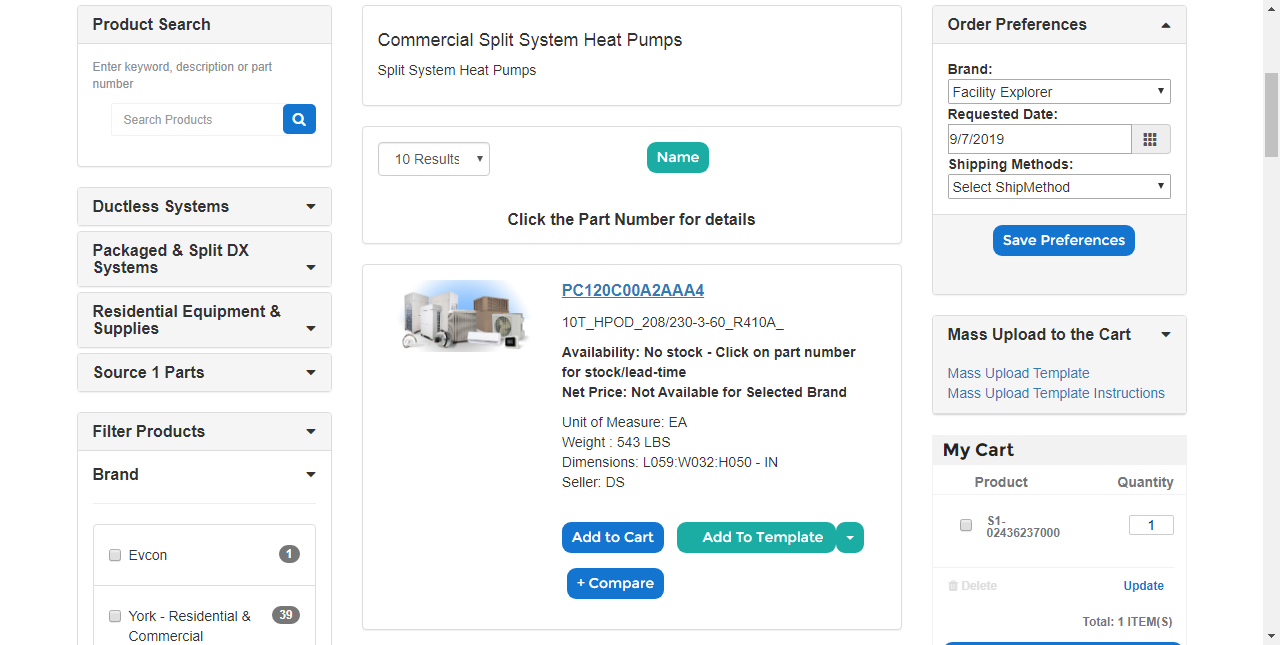 Product Search
Enter keyword, description or part
number
Search Products
Ductless Systems
Packaged & Split DX
Systems
Residential Equipment &
Supplies
Source 1 Parts
Filter Products
Brand
Evcon
1
York - Residential &
Commercial
39
Commercial Split System Heat Pumps
Split System Heat Pumps
10 Results
Name
Click the Part Number for details
PC120C00A2AAA4
10T_HPOD_208/230-3-60_R410A_
Availability: No stock - Click on part number
for stock/lead-time
Net Price: Not Available for Selected Brand
Unit of Measure: EA
Weight : 543 LBS
Dimensions: L059:W032:H050 - IN
Seller: DS
Add to Cart
Add To Template
+ Compare
Order Preferences
Brand:
Facility Explorer
Requested Date:
9/7/2019
Shipping Methods:
Select ShipMethod
Save Preferences
Mass Upload to the Cart
Mass Upload Template
Mass Upload Template Instructions
My Cart
Product Quantity
S1-
02436237000
1
Delete
Update
Total: 1 ITEM(S)